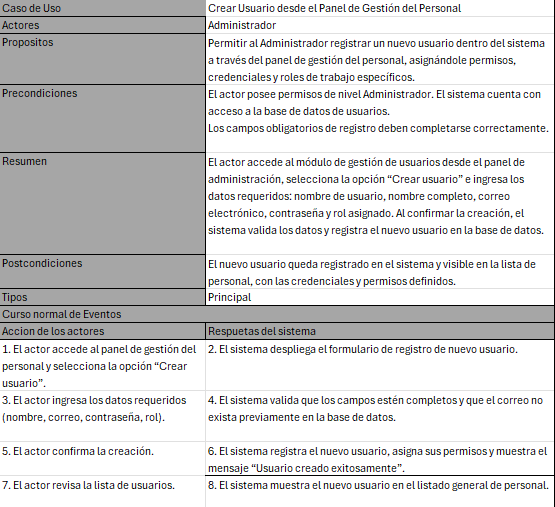 Caso de Uso Crear Usuario desde el Panel de Gestión del Personal
Actores Administrador
Propositos Permitir al Administrador registrar un nuevo usuario dentro del sistema
a través del panel de gestión del personal, asignándole permisos,
credenciales y roles de trabajo específicos.
Precondiciones El actor posee permisos de nivel Administrador. El sistema cuenta con
acceso a la base de datos de usuarios.
Los campos obligatorios de registro deben completarse correctamente.
Resumen El actor accede al módulo de gestión de usuarios desde el panel de
administración, selecciona la opción “Crear usuario” e ingresa los
datos requeridos: nombre de usuario, nombre completo, correo
electrónico, contraseña y rol asignado. Al confirmar la creación, el
sistema valida los datos y registra el nuevo usuario en la base de datos.
Postcondiciones El nuevo usuario queda registrado en el sistema y visible en la lista de
personal, con las credenciales y permisos definidos.
Tipos Principal
Curso normal de Eventos
Accion de los actores Respuetas del sistema
1. El actor accede al panel de gestión del
personal y selecciona la opción “Crear
usuario”.
2. El sistema despliega el formulario de registro de nuevo usuario.
3. El actor ingresa los datos requeridos
(nombre, correo, contraseña, rol).
4. El sistema valida que los campos estén completos y que el correo no
exista previamente en la base de datos.
5. El actor confirma la creación.
6. El sistema registra el nuevo usuario, asigna sus permisos y muestra el
mensaje “Usuario creado exitosamente”.
7. El actor revisa la lista de usuarios.
8. El sistema muestra el nuevo usuario en el listado general de personal.